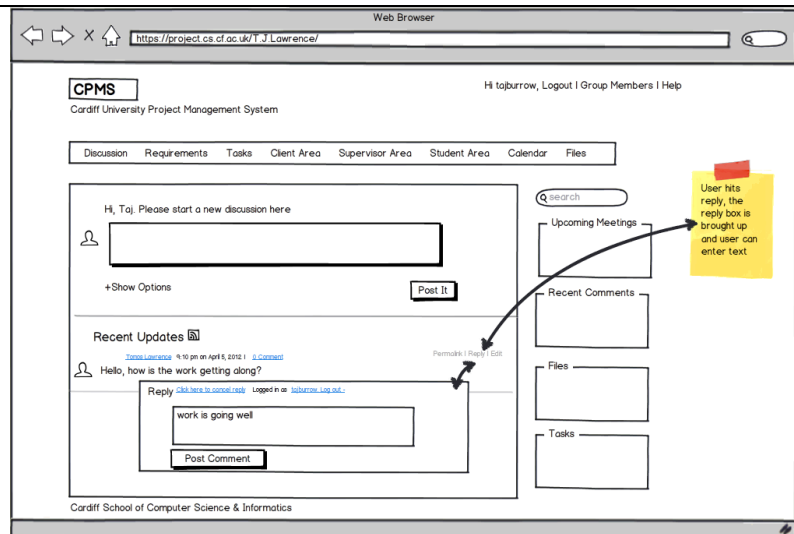 Web Browser
https://project.cs.cf.ac.uk/T.J.Lawrence/
CPMS
Hi tajburrow, Logout | Group Members | Help
Cardiff University Project Management System
Discussion Requirements Tasks Client Area Supervisor Area Student Area Calendar Files
Hi, Taj. Please start a new discussion here
+Show Options
Post It
Recent Updates
Lawrence 9:10 pm on April 5, 2012 | 0 Comment
Permalink | Reply | Edit
Hello, how is the work getting along?
Reply Click here to cancel reply Logged in as tajburrow. Log out -
work is going well
Post Comment
search
Upcoming Meetings
Recent Comments
Files
Tasks
User hits
reply, the
reply box is
brought up
and user can
enter text
Cardiff School of Computer Science & Informatics